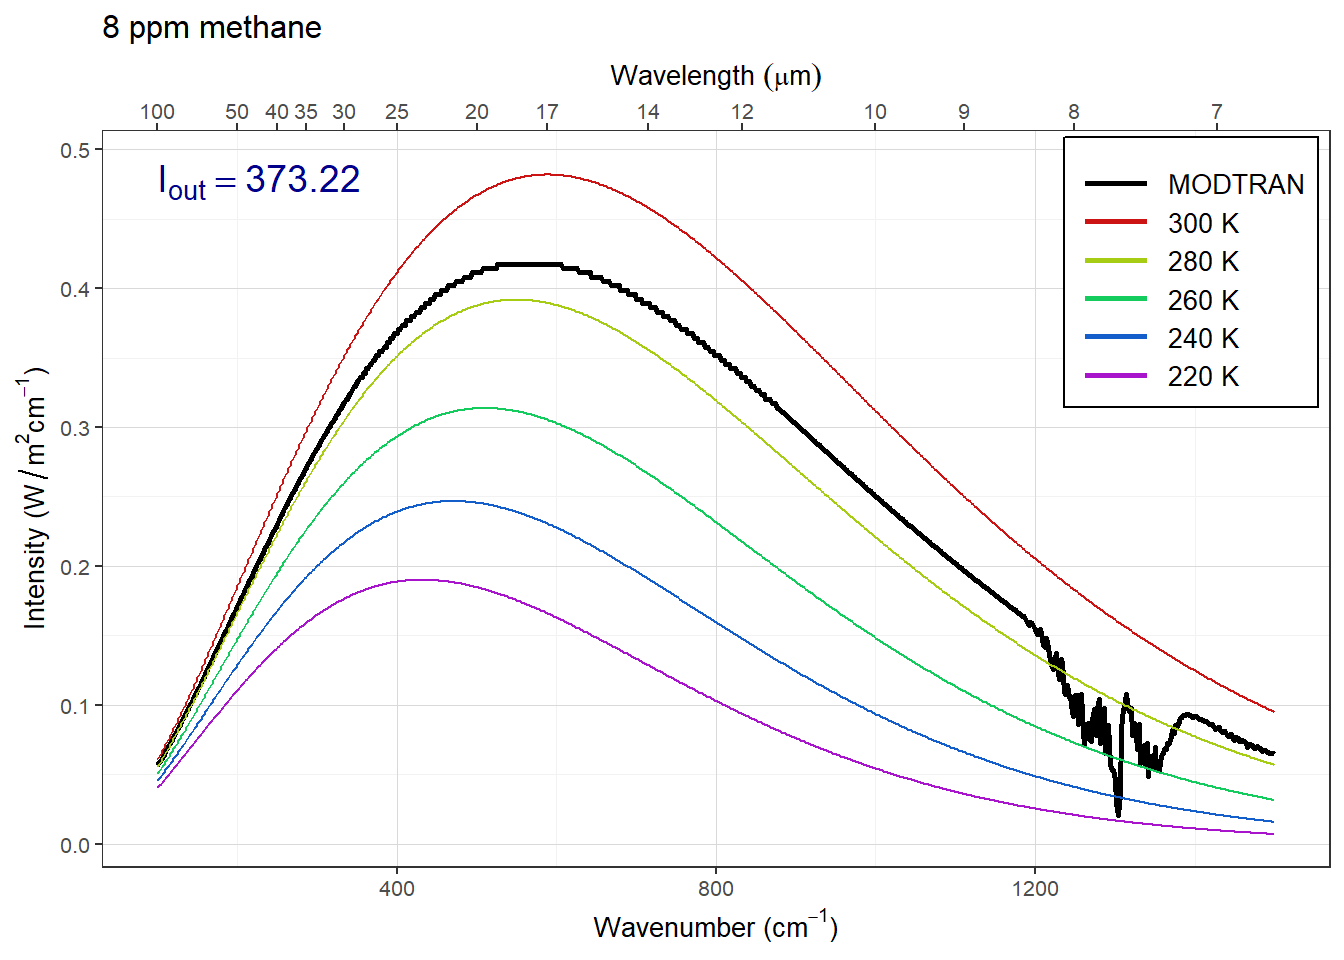 8 ppm methane
Wavelength (μm)
100 50 40 35 30 25 20 17 14 12 10 9 8 7
I_out = 373.22
MODTRAN
300 K
280 K
260 K
240 K
220 K
0.5
0.4
0.3
0.2
0.1
0.0
Intensity (W / m²cm⁻¹)
400 800 1200
Wavenumber (cm⁻¹)